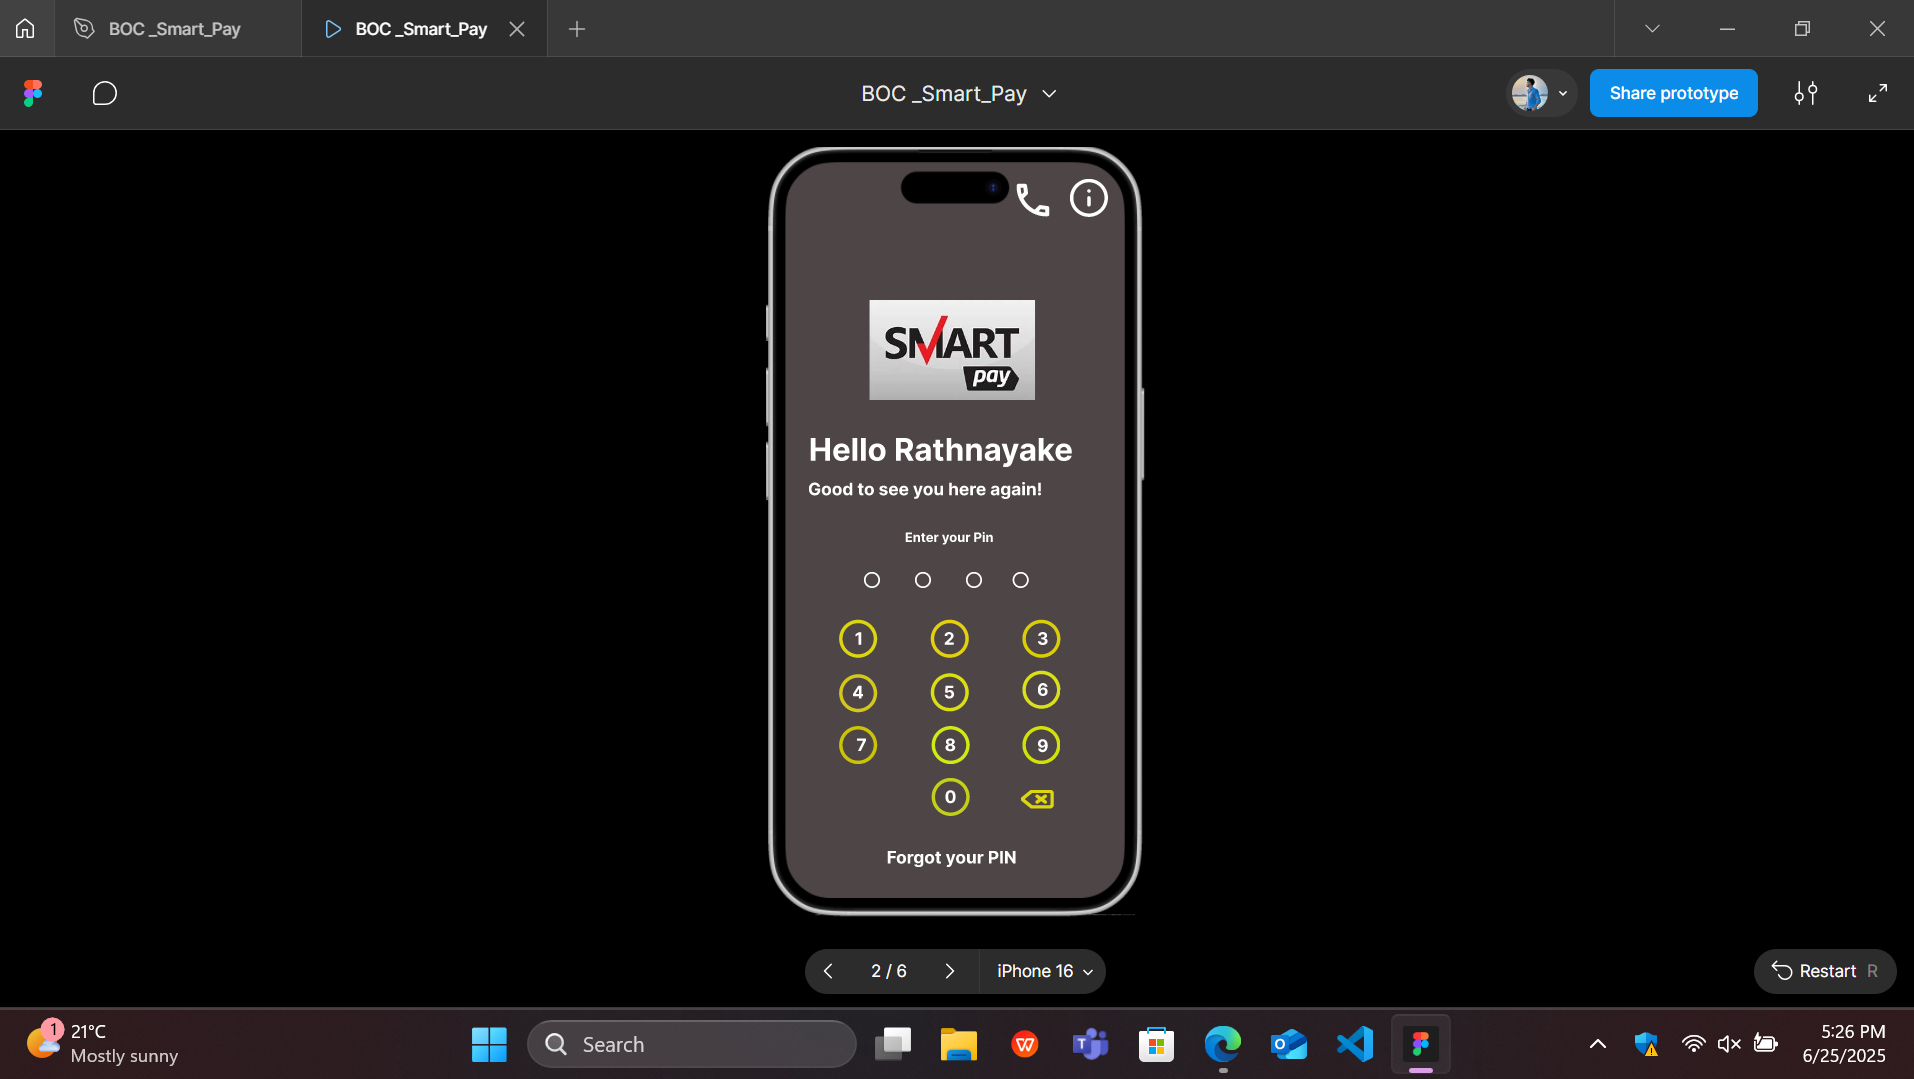 BOC _Smart_Pay
BOC _Smart_Pay
BOC _Smart_Pay
Share prototype
SMART
pay
Hello Rathnayake
Good to see you here again!
Enter your Pin
1 2 3
4 5 6
7 8 9
0
Forgot your PIN
2 / 6
iPhone 16
Restart R
1
21°C
Mostly sunny
Search
W
T
O
5:26 PM
6/25/2025